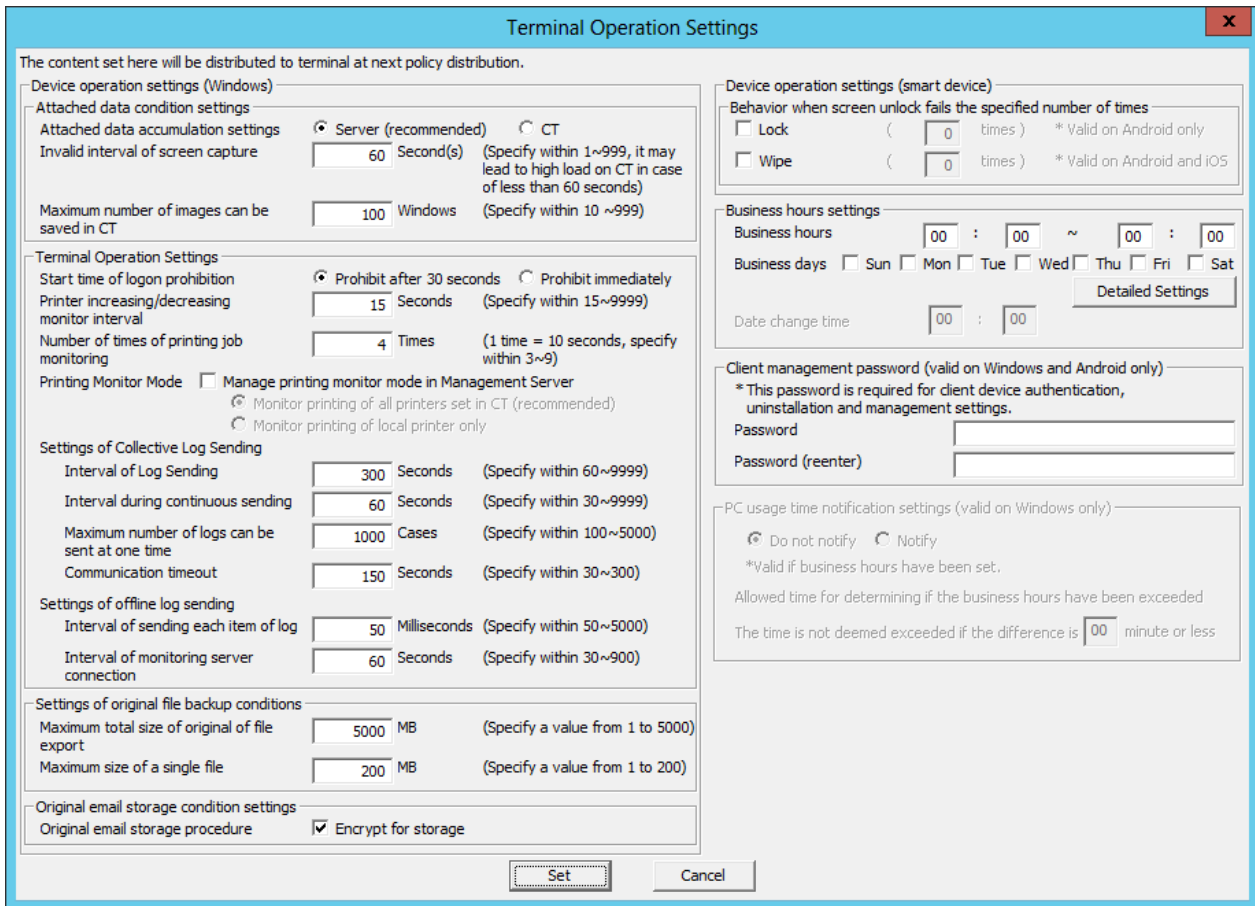 Terminal Operation Settings
x
The content set here will be distributed to terminal at next policy distribution.
Device operation settings (Windows)
Attached data condition settings
Attached data accumulation settings Server (recommended) CT
Invalid interval of screen capture 60 Second(s) (Specify within 1~999, it may
lead to high load on CT in case
of less than 60 seconds)
Maximum number of images can be 100 Windows (Specify within 10 ~999)
saved in CT
Terminal Operation Settings
Start time of logon prohibition Prohibit after 30 seconds Prohibit immediately
Printer increasing/decreasing 15 Seconds (Specify within 15~9999)
monitor interval
Number of times of printing job 4 Times (1 time = 10 seconds, specify
monitoring within 3~9)
Printing Monitor Mode Manage printing monitor mode in Management Server
Monitor printing of all printers set in CT (recommended)
Monitor printing of local printer only
Settings of Collective Log Sending
Interval of Log Sending 300 Seconds (Specify within 60~9999)
Interval during continuous sending 60 Seconds (Specify within 30~9999)
Maximum number of logs can be 1000 Cases (Specify within 100~5000)
sent at one time
Communication timeout 150 Seconds (Specify within 30~300)
Settings of offline log sending
Interval of sending each item of log 50 Milliseconds (Specify within 50~5000)
Interval of monitoring server 60 Seconds (Specify within 30~900)
connection
Settings of original file backup conditions
Maximum total size of original of file 5000 MB (Specify a value from 1 to 5000)
export
Maximum size of a single file 200 MB (Specify a value from 1 to 200)
Original email storage condition settings
Original email storage procedure Encrypt for storage
Device operation settings (smart device)
Behavior when screen unlock fails the specified number of times
Lock ( 0 times ) * Valid on Android only
Wipe ( 0 times ) * Valid on Android and iOS
Business hours settings
Business hours 00 : 00 ~ 00 : 00
Business days Sun Mon Tue Wed Thu Fri Sat
Detailed Settings
Date change time 00 : 00
Client management password (valid on Windows and Android only)
* This password is required for client device authentication,
uninstallation and management settings.
Password
Password (reenter)
PC usage time notification settings (valid on Windows only)
Do not notify Notify
*Valid if business hours have been set.
Allowed time for determining if the business hours have been exceeded
The time is not deemed exceeded if the difference is 00 minute or less
Set Cancel